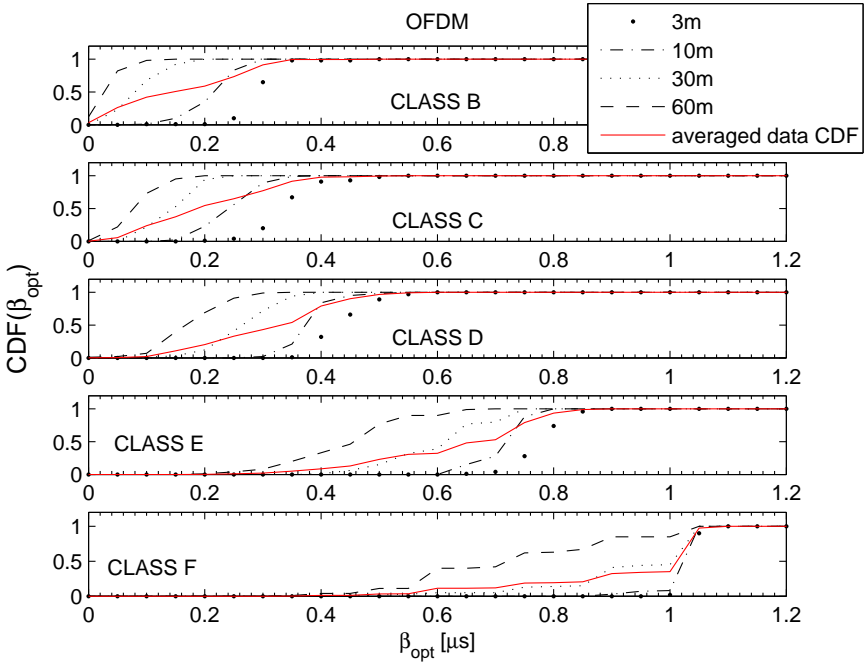 OFDM
3m
10m
30m
60m
averaged data CDF
1
0.5
0
CLASS B
0 0.2 0.4 0.6 0.8 1 1.2
1
0.5
0
CLASS C
0 0.2 0.4 0.6 0.8 1 1.2
CDF(β_opt)
1
0.5
0
CLASS D
0 0.2 0.4 0.6 0.8 1 1.2
1
0.5
0
CLASS E
0 0.2 0.4 0.6 0.8 1 1.2
1
0.5
0
CLASS F
0 0.2 0.4 0.6 0.8 1 1.2
β_opt [μs]